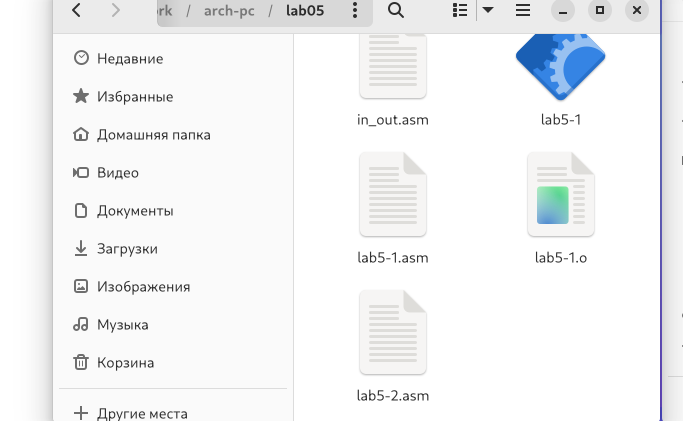 rk / arch-pc / lab05
Недавние
Избранные
Домашняя папка
Видео
Документы
Загрузки
Изображения
Музыка
Корзина
Другие места
in_out.asm
lab5-1
lab5-1.asm
lab5-1.o
lab5-2.asm